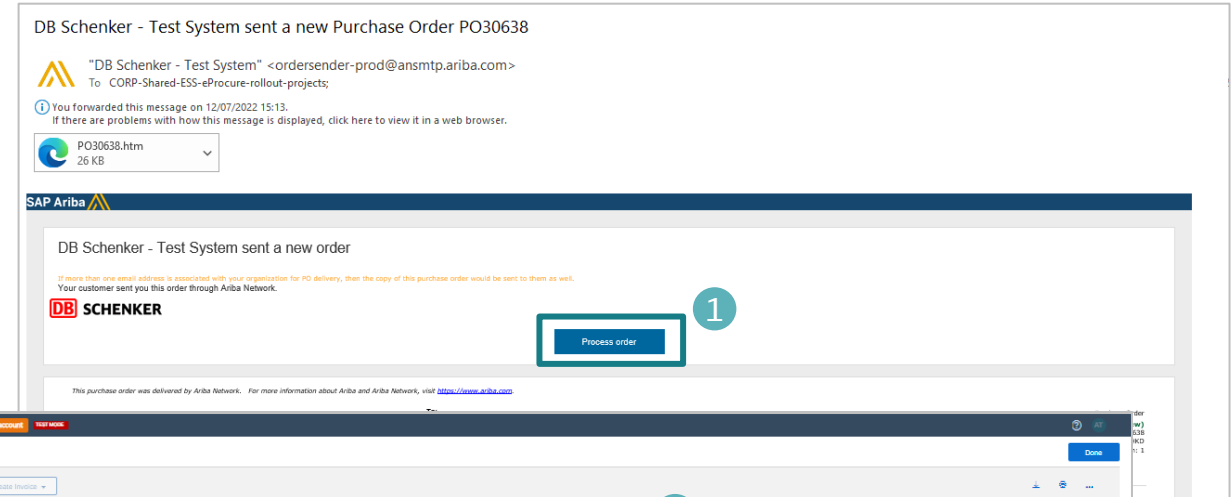 DB Schenker - Test System sent a new Purchase Order PO30638
"DB Schenker - Test System" <ordersender-prod@ansmtp.ariba.com>
To CORP-Shared-ESS-eProcure-rollout-projects;
You forwarded this message on 12/07/2022 15:13.
If there are problems with how this message is displayed, click here to view it in a web browser.
PO30638.htm
26 KB
SAP Ariba
DB Schenker - Test System sent a new order
If more than one email address is associated with your organization for PO delivery, then the copy of this purchase order would be sent to them as well.
Your customer sent you this order through Ariba Network.
DB SCHENKER
1
Process order
This purchase order was delivered by Ariba Network. For more information about Ariba and Ariba Network, visit https://www.ariba.com.
account TEST MODE
? AT
Done
Invoice
...